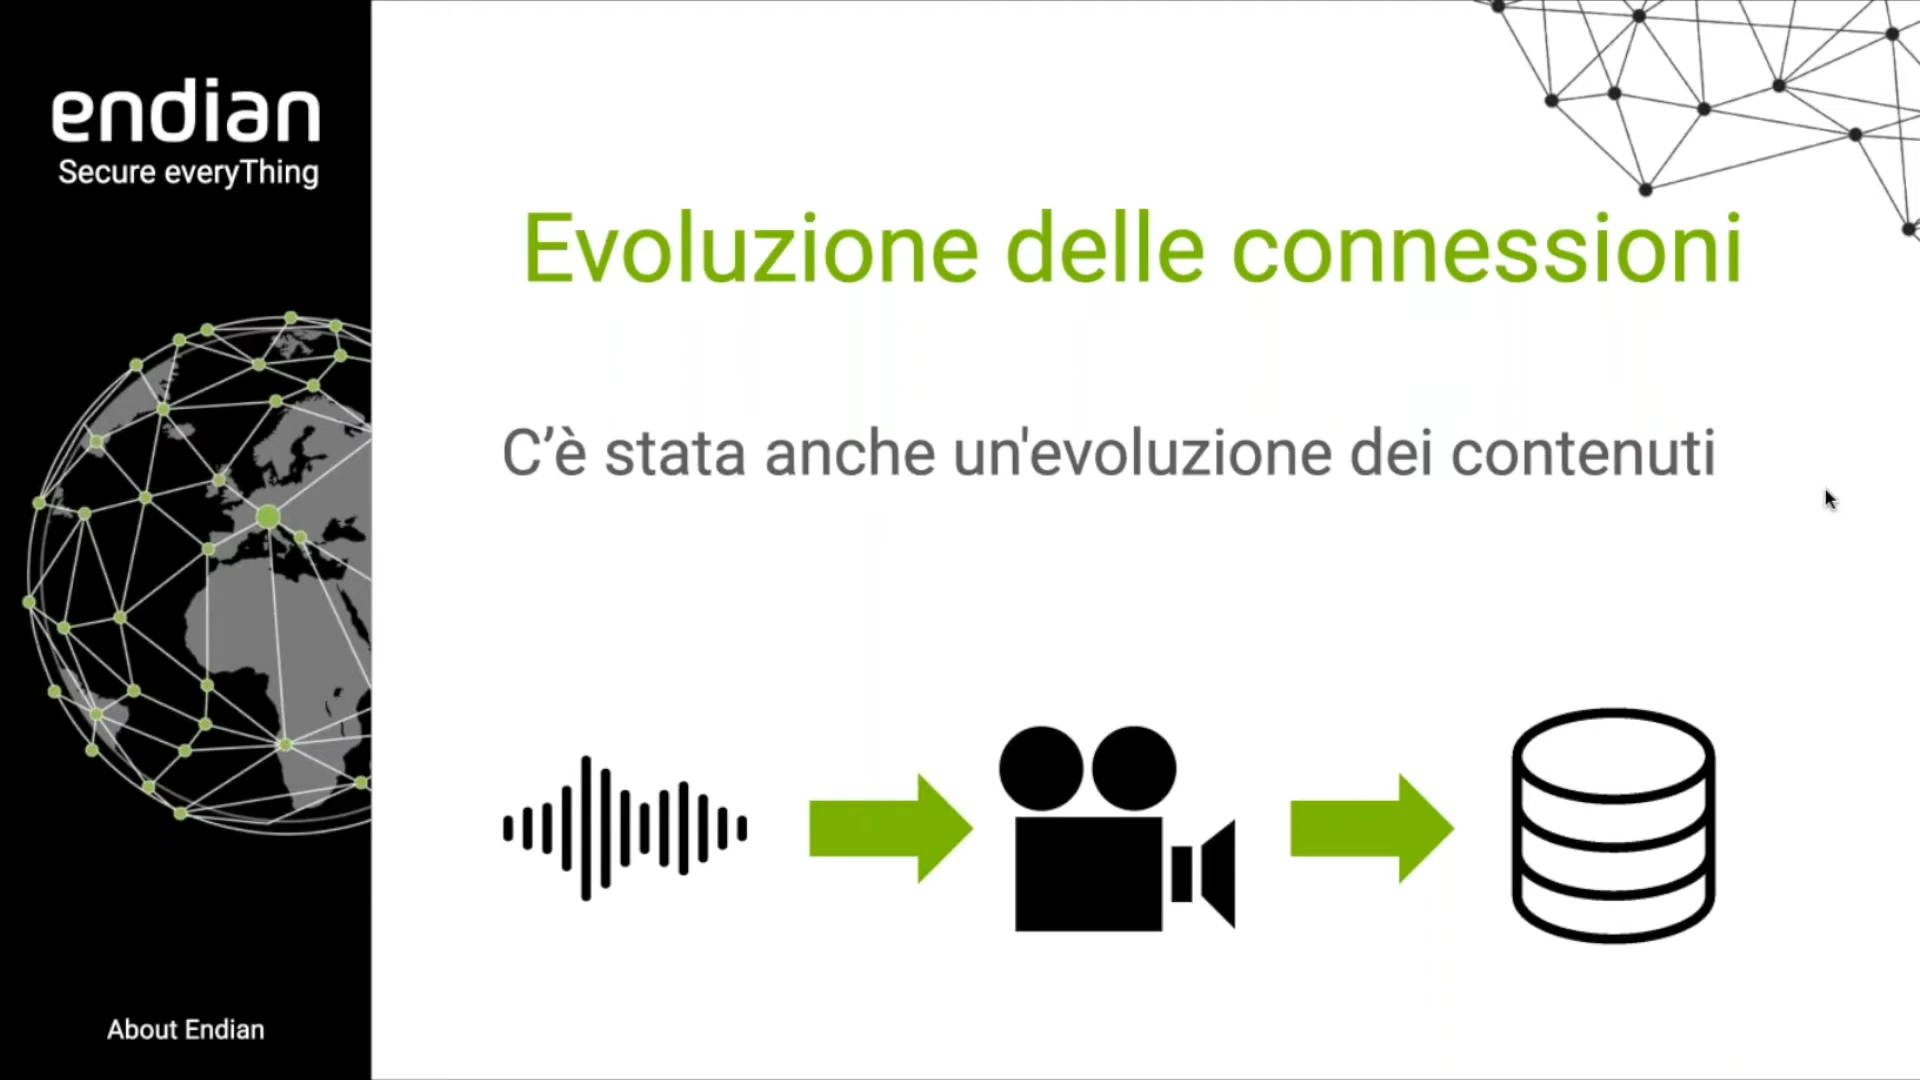 endian
Secure everyThing
Evoluzione delle connessioni
C’è stata anche un'evoluzione dei contenuti
About Endian